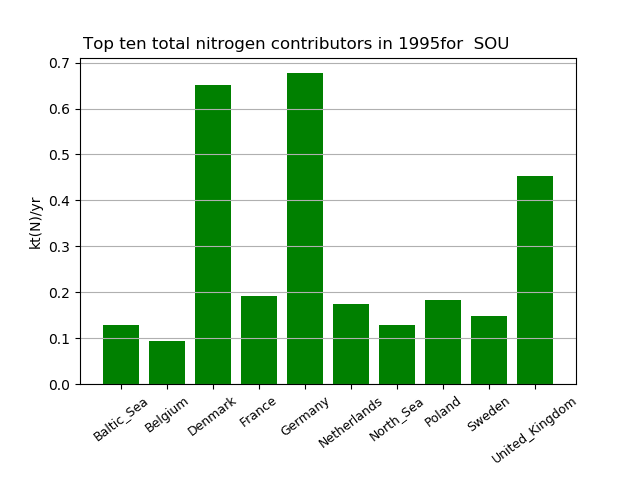 Top ten total nitrogen contributors in 1995for  SOU
kt(N)/yr
0.7
0.6
0.5
0.4
0.3
0.2
0.1
0.0
Baltic_Sea
Belgium
Denmark
France
Germany
Netherlands
North_Sea
Poland
Sweden
United_Kingdom